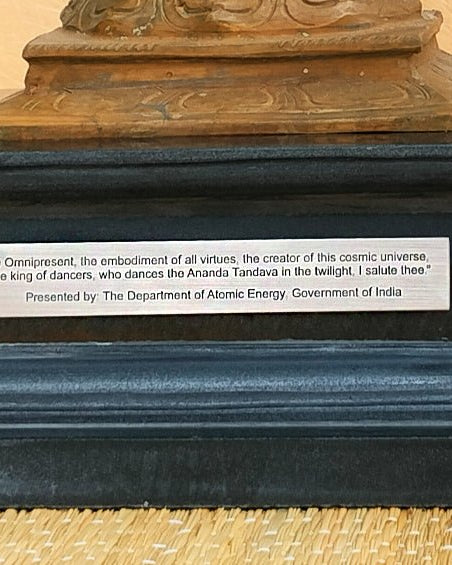 Omnipresent, the embodiment of all virtues, the creator of this cosmic universe,
king of dancers, who dances the Ananda Tandava in the twilight, I salute thee."
Presented by: The Department of Atomic Energy, Government of India